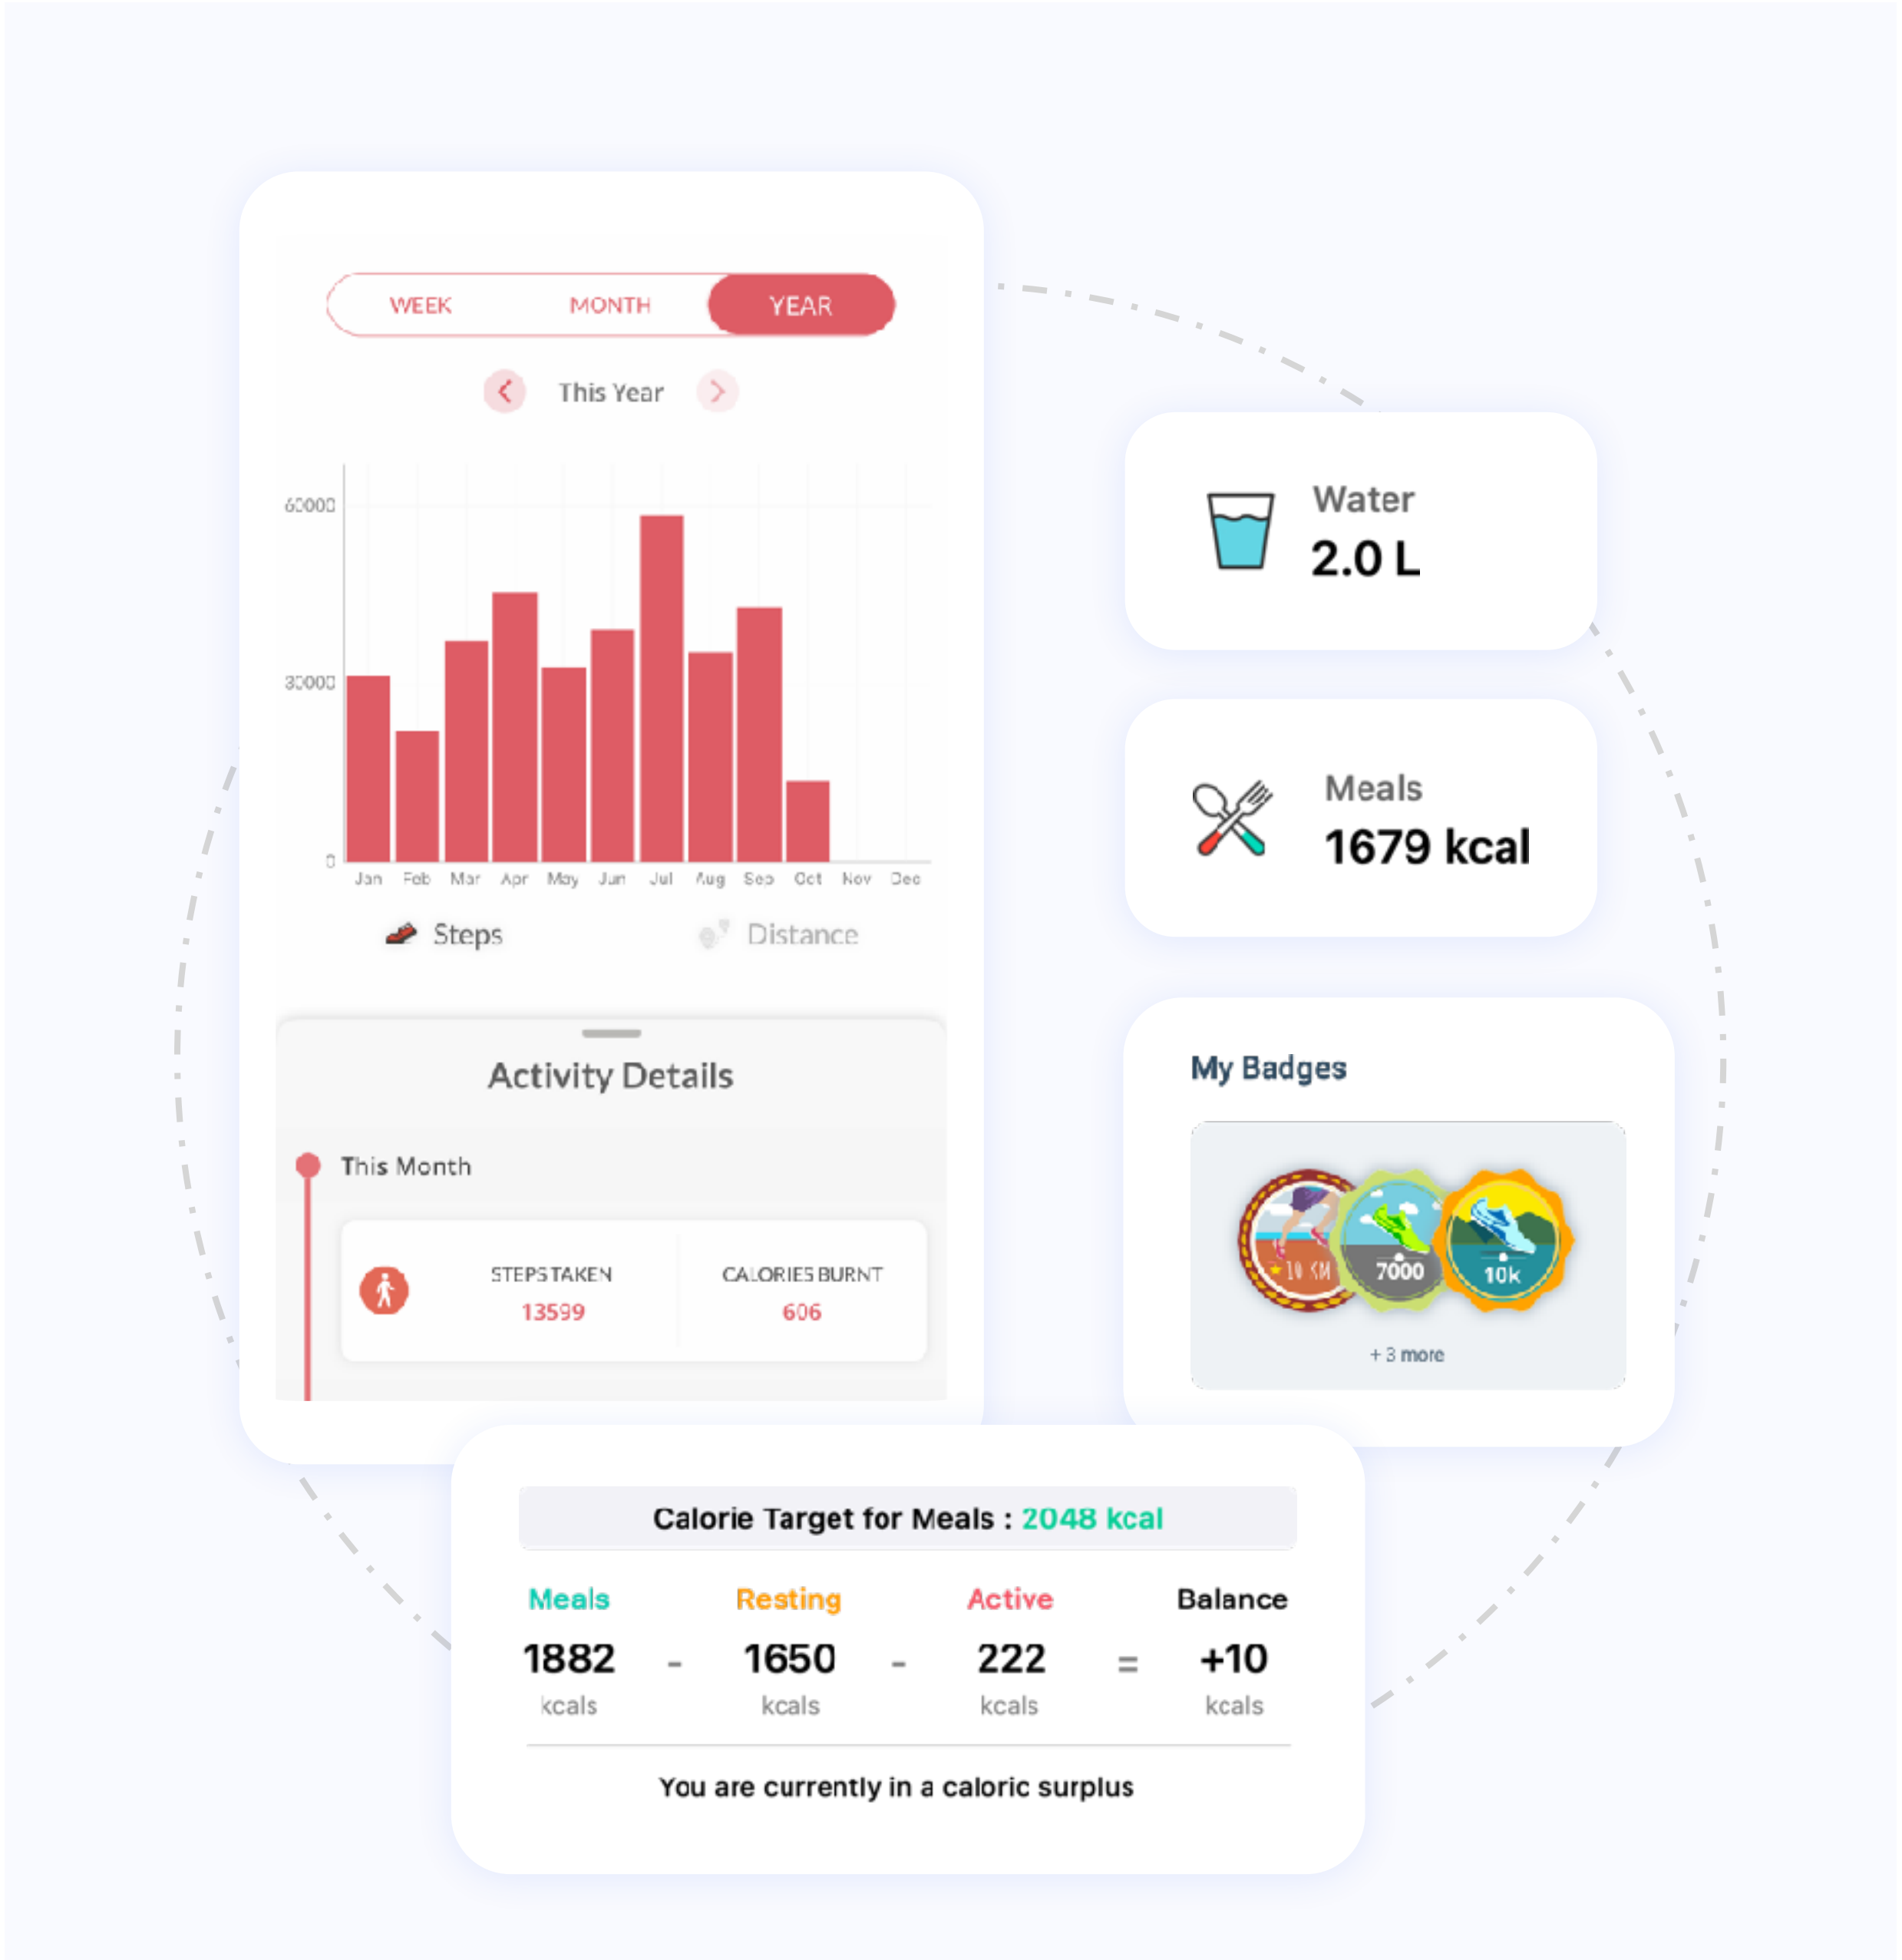 WEEK MONTH YEAR
This Year
60000
30000
0
Jan Feb Mar Apr May Jun Jul Aug Sep Oct Nov Dec
Steps Distance
Activity Details
This Month
STEPS TAKEN CALORIES BURNT
13599 606
Water
2.0 L
Meals
1679 kcal
My Badges
10 KM 7000 10k
+ 3 more
Calorie Target for Meals : 2048 kcal
Meals Resting Active Balance
1882 - 1650 - 222 = +10
kcals kcals kcals kcals
You are currently in a caloric surplus